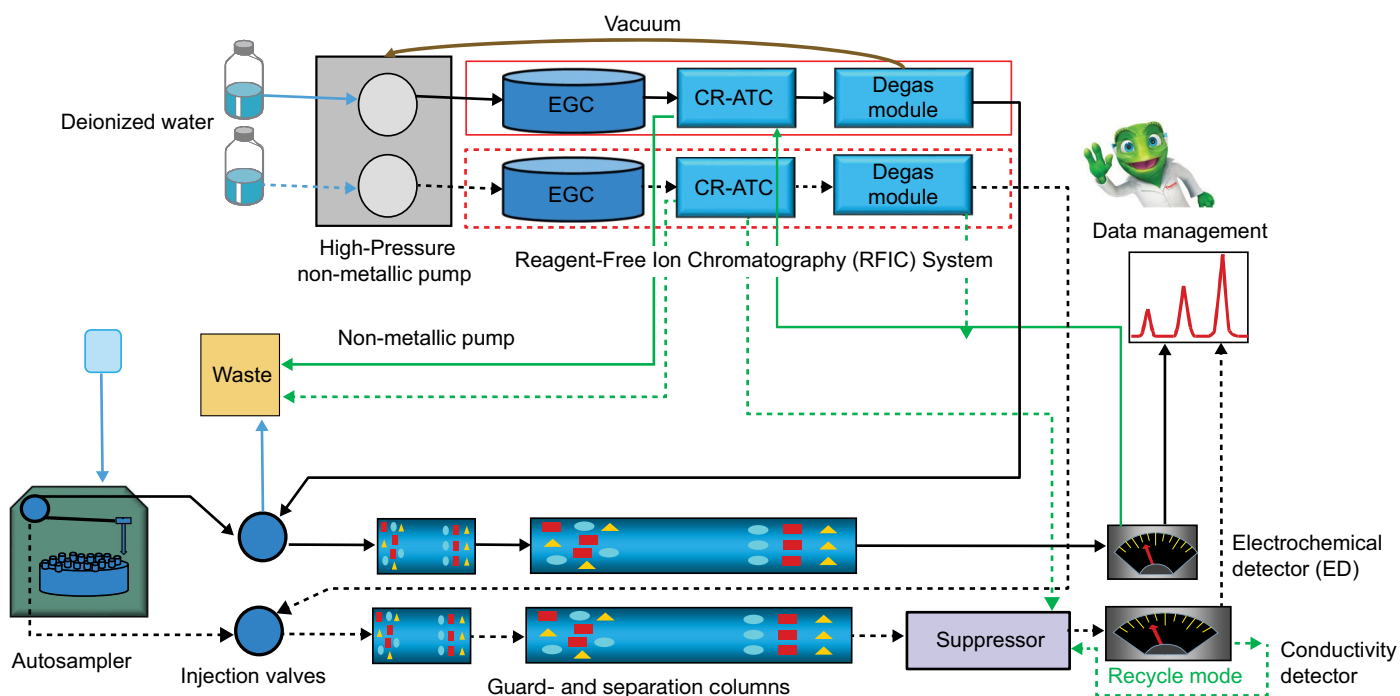 Vacuum
Deionized water
EGC
CR-ATC
Degas
module
EGC
CR-ATC
Degas
module
High-Pressure
non-metallic pump
Reagent-Free Ion Chromatography (RFIC) System
Data management
Non-metallic pump
Waste
Electrochemical
detector (ED)
Autosampler
Injection valves
Guard- and separation columns
Suppressor
Recycle mode
Conductivity
detector